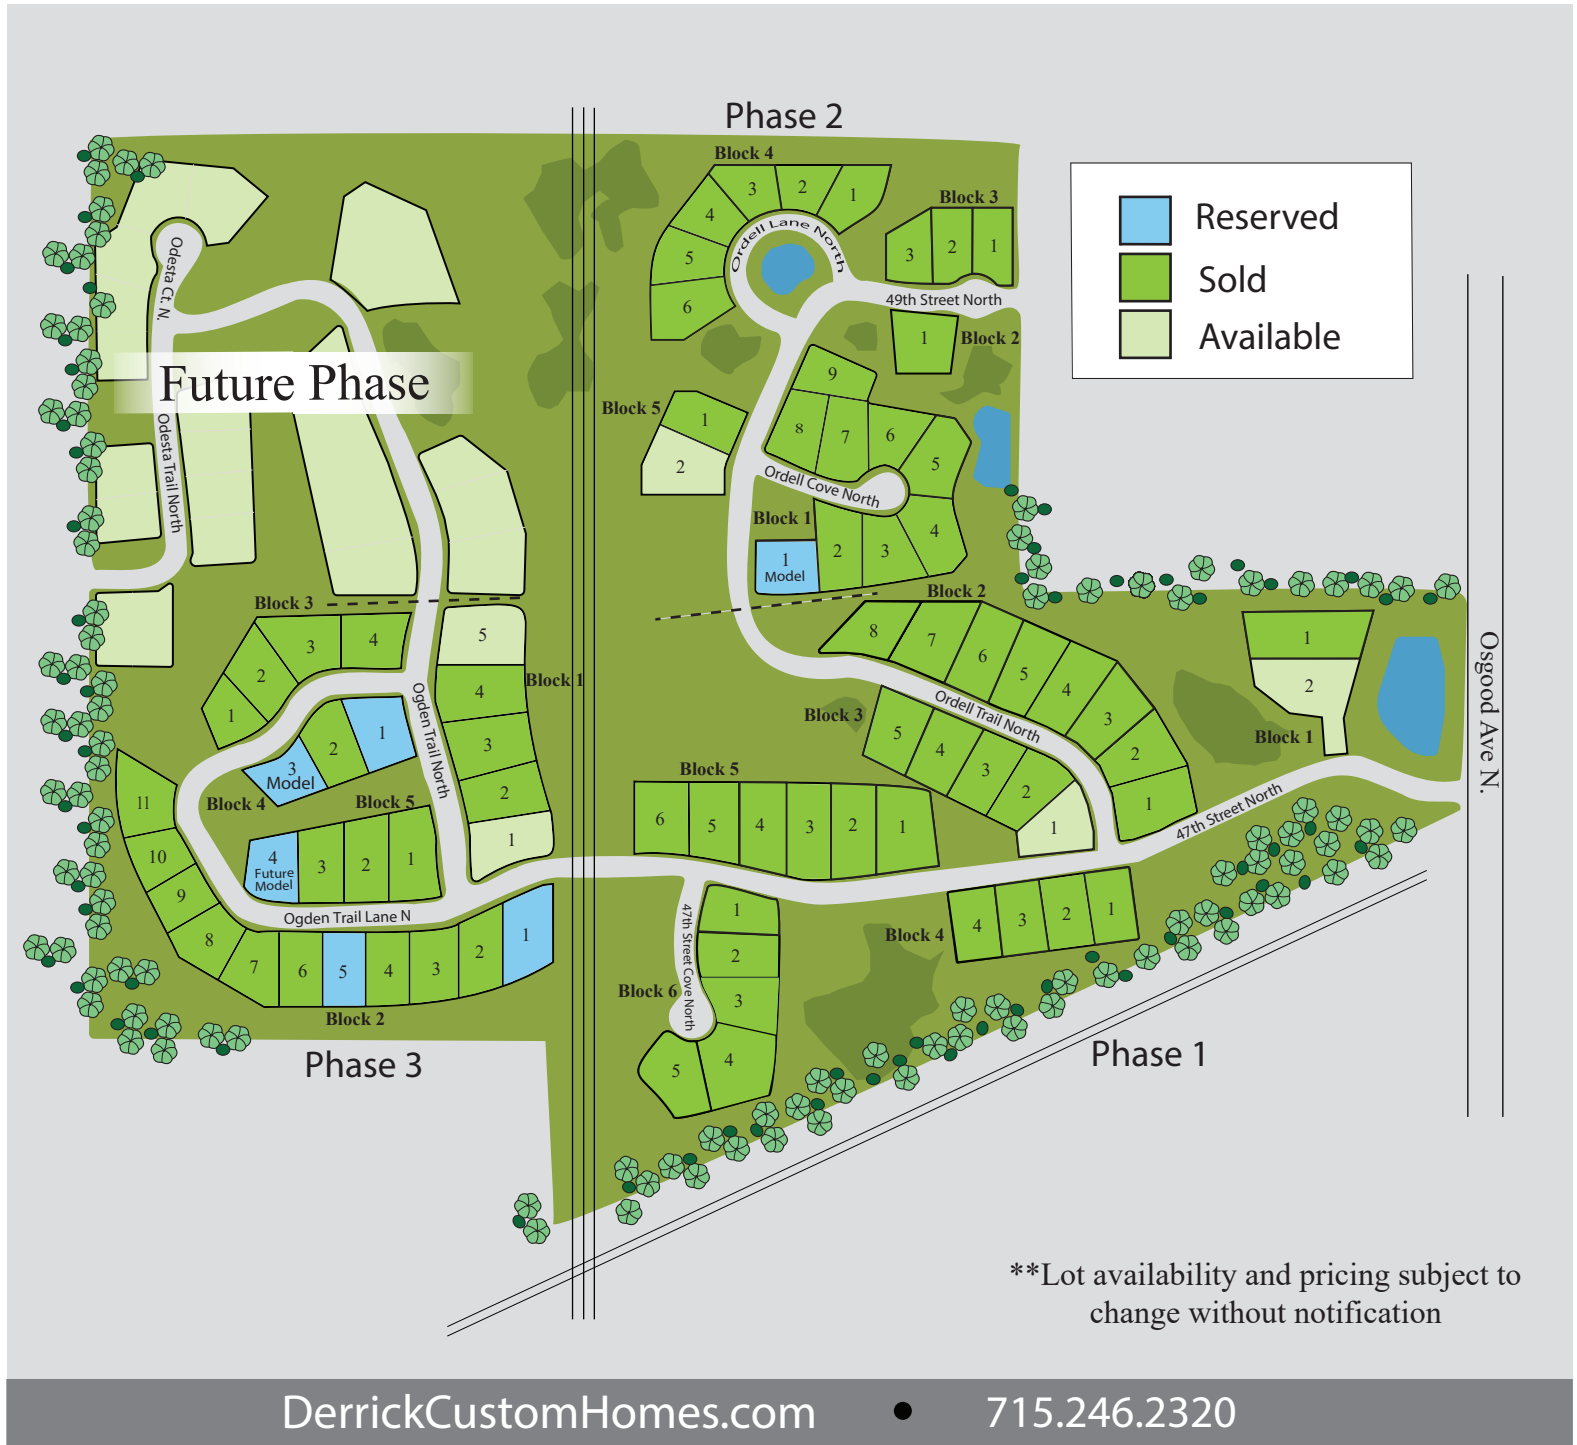 Phase 2
Block 4
3
2
1
4
5
6
Ordell Lane North
Block 3
3
2
1
49th Street North
1
Block 2
Reserved
Sold
Available
Odesta Ct. N.
Future Phase
Odesta Trail North
Block 5
1
2
9
8
7
6
5
Ordell Cove North
Block 1
1
Model
2
3
4
Block 3
1
2
3
4
5
Block 1
4
3
2
1
Ogden Trail North
1
2
3
Model
Block 4
Block 5
4
Future
Model
3
2
1
Ogden Trail Lane N
11
10
9
8
7
6
5
4
3
2
1
Block 2
Phase 3
Block 2
8
7
6
5
4
3
2
1
Ordell Trail North
Block 3
5
4
3
2
1
1
2
Block 1
Osgood Ave N.
47th Street North
Block 5
6
5
4
3
2
1
Block 4
4
3
2
1
47th Street Cove North
Block 6
1
2
3
4
5
Phase 1
**Lot availability and pricing subject to
change without notification
DerrickCustomHomes.com • 715.246.2320